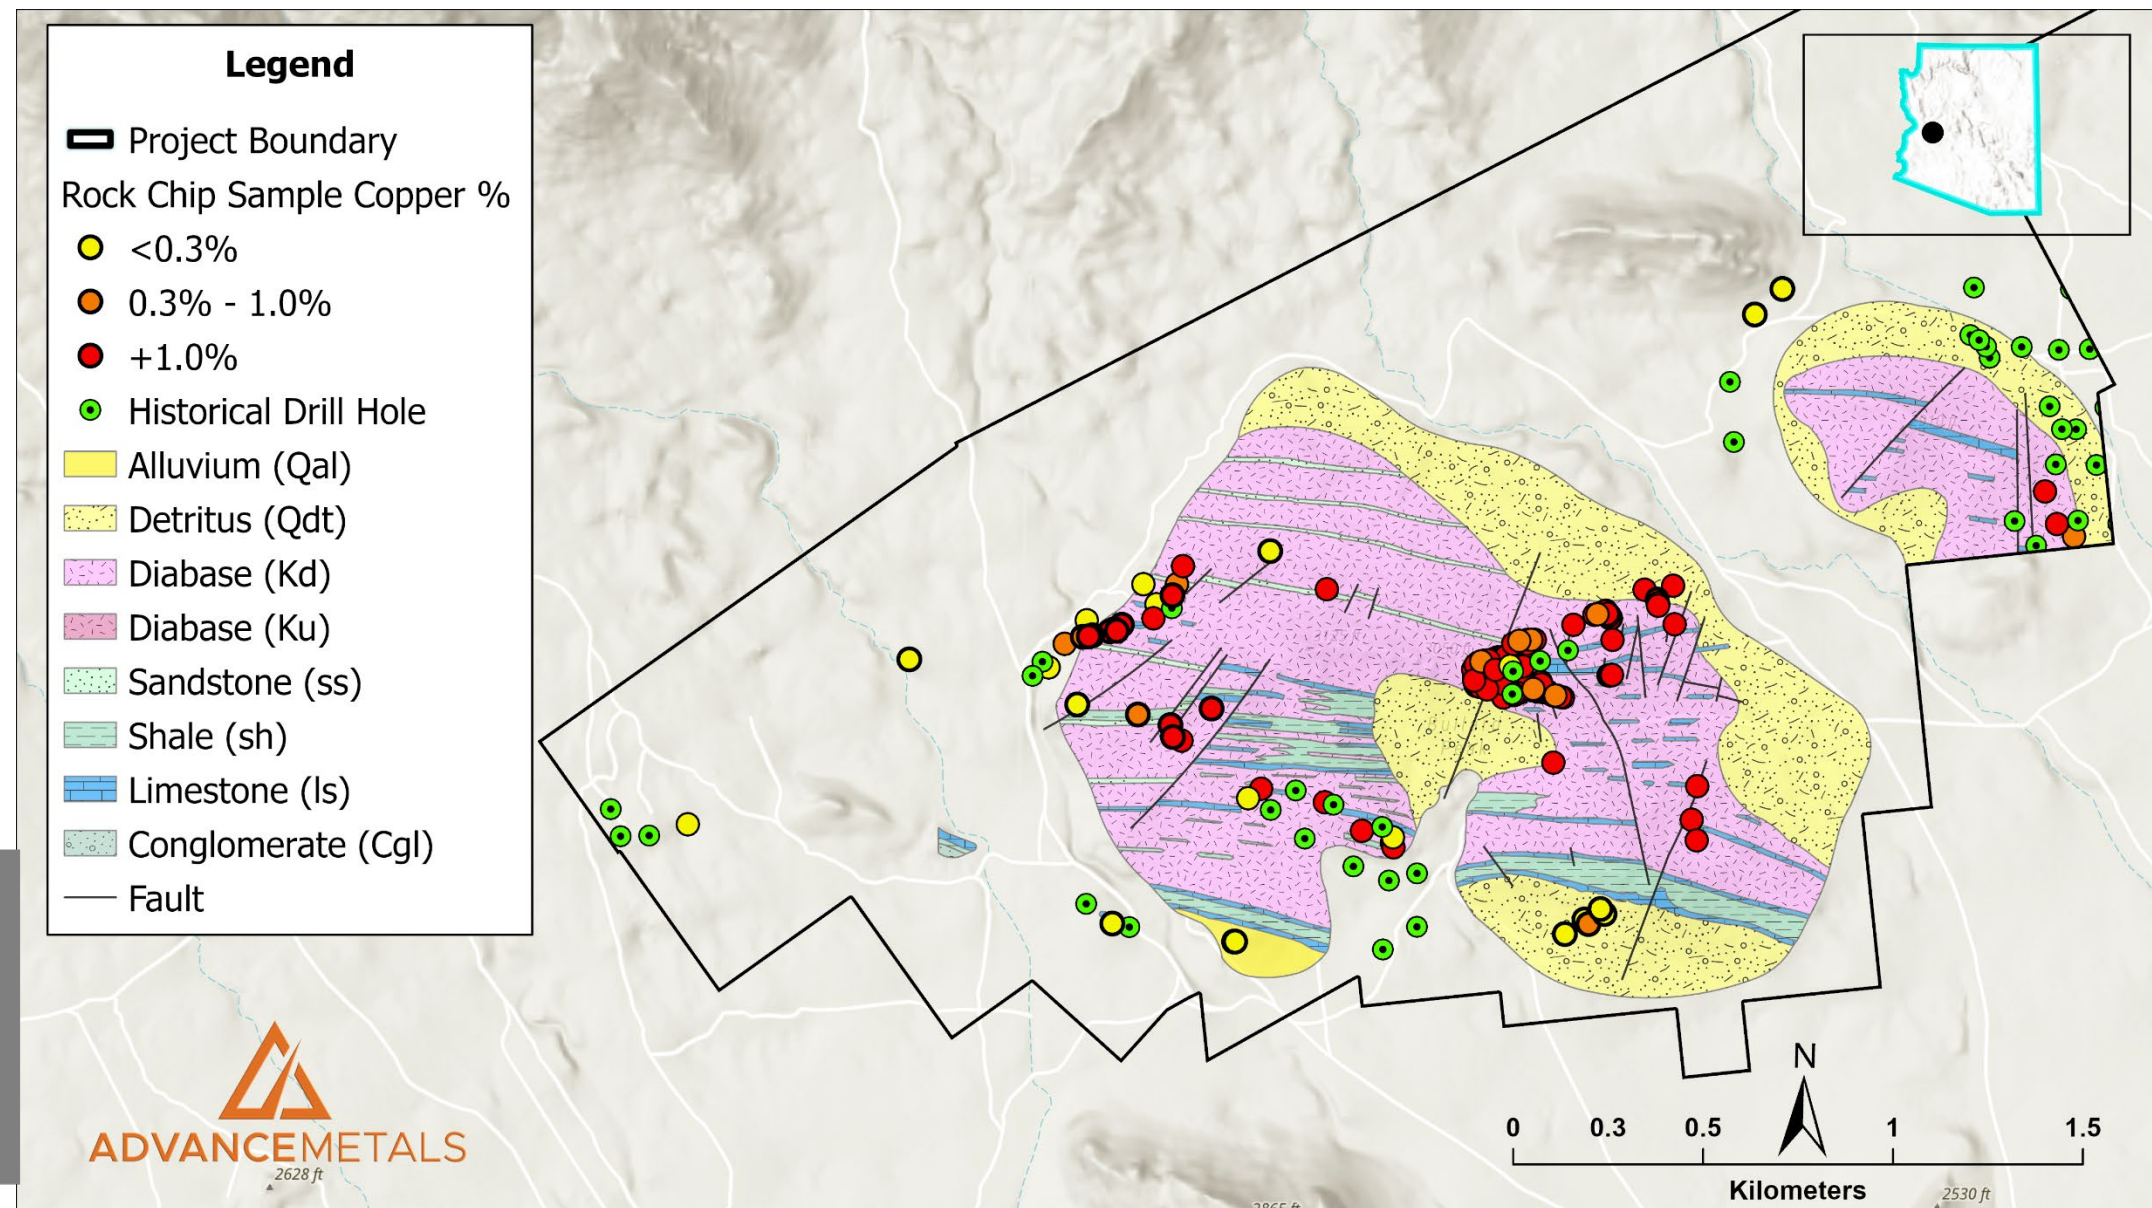 Legend
Project Boundary
Rock Chip Sample Copper %
<0.3%
0.3% - 1.0%
+1.0%
Historical Drill Hole
Alluvium (Qal)
Detritus (Qdt)
Diabase (Kd)
Diabase (Ku)
Sandstone (ss)
Shale (sh)
Limestone (ls)
Conglomerate (Cgl)
Fault
ADVANCEMETALS
2628 ft
N
0 0.3 0.5 1 1.5
Kilometers
2530 ft
2865 ft